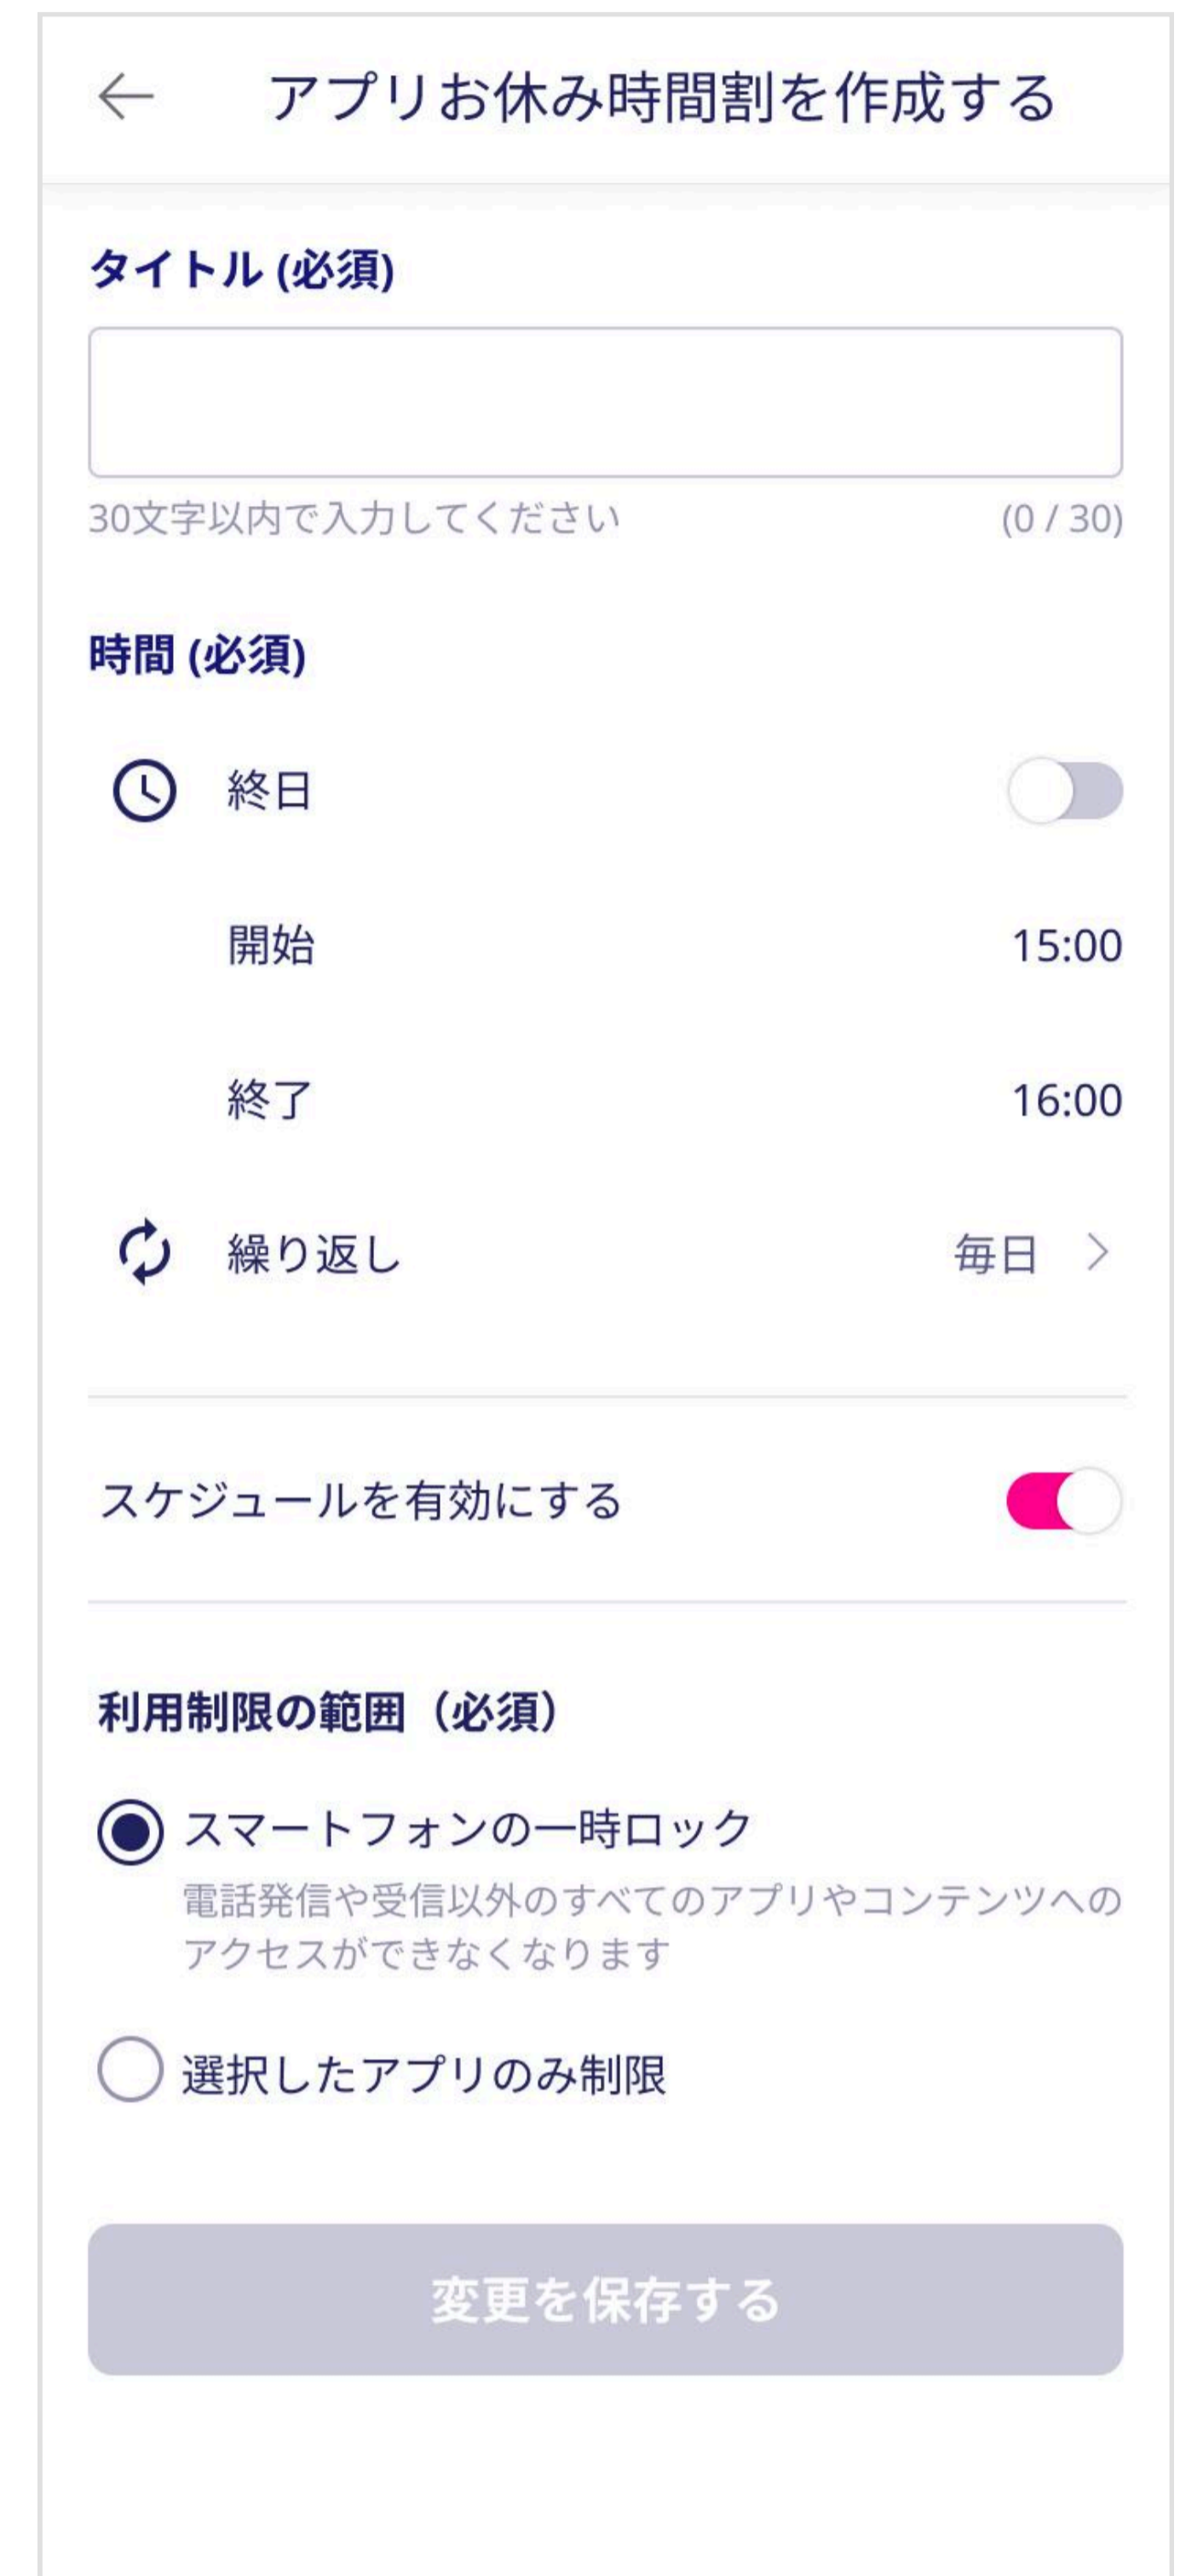 アプリお休み時間割を作成する
タイトル (必須)
30文字以内で入力してください (0 / 30)
時間 (必須)
終日
開始 15:00
終了 16:00
繰り返し 毎日
スケジュールを有効にする
利用制限の範囲（必須）
スマートフォンの一時ロック
電話発信や受信以外のすべてのアプリやコンテンツへの
アクセスができなくなります
選択したアプリのみ制限
変更を保存する